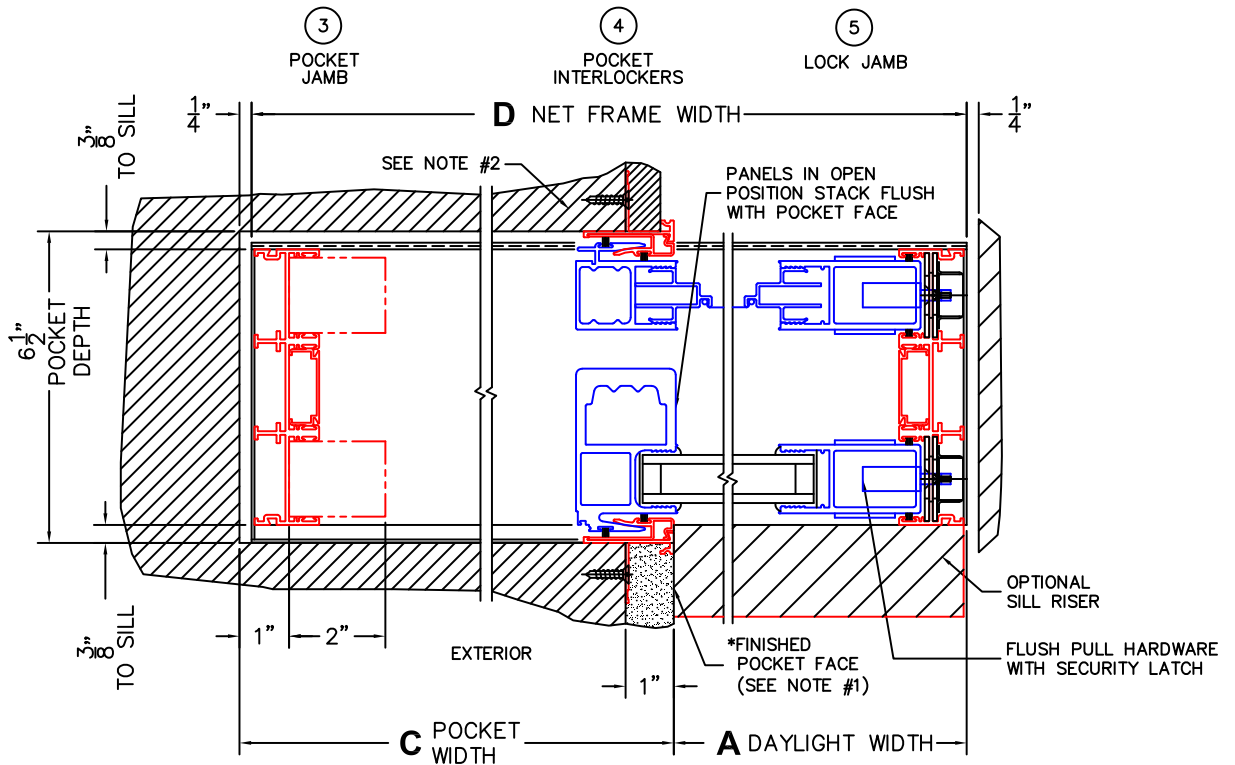 3
POCKET
JAMB
4
POCKET
INTERLOCKERS
5
LOCK JAMB
1/4"
D NET FRAME WIDTH
1/4"
3/8"
TO SILL
SEE NOTE #2
PANELS IN OPEN
POSITION STACK FLUSH
WITH POCKET FACE
6 1/2"
POCKET
DEPTH
OPTIONAL
SILL RISER
3/8"
TO SILL
1"
2"
EXTERIOR
1"
*FINISHED
POCKET FACE
(SEE NOTE #1)
FLUSH PULL HARDWARE
WITH SECURITY LATCH
C POCKET
WIDTH
A DAYLIGHT WIDTH